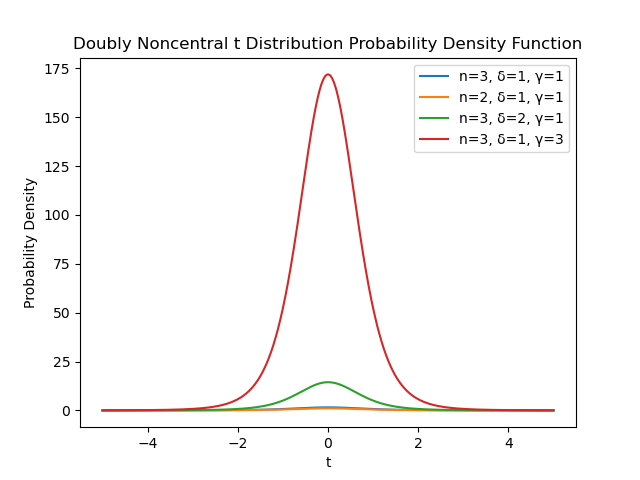 Doubly Noncentral t Distribution Probability Density Function
Probability Density
175
150
125
100
75
50
25
0
n=3, δ=1, γ=1
n=2, δ=1, γ=1
n=3, δ=2, γ=1
n=3, δ=1, γ=3
−4
−2
0
2
4
t